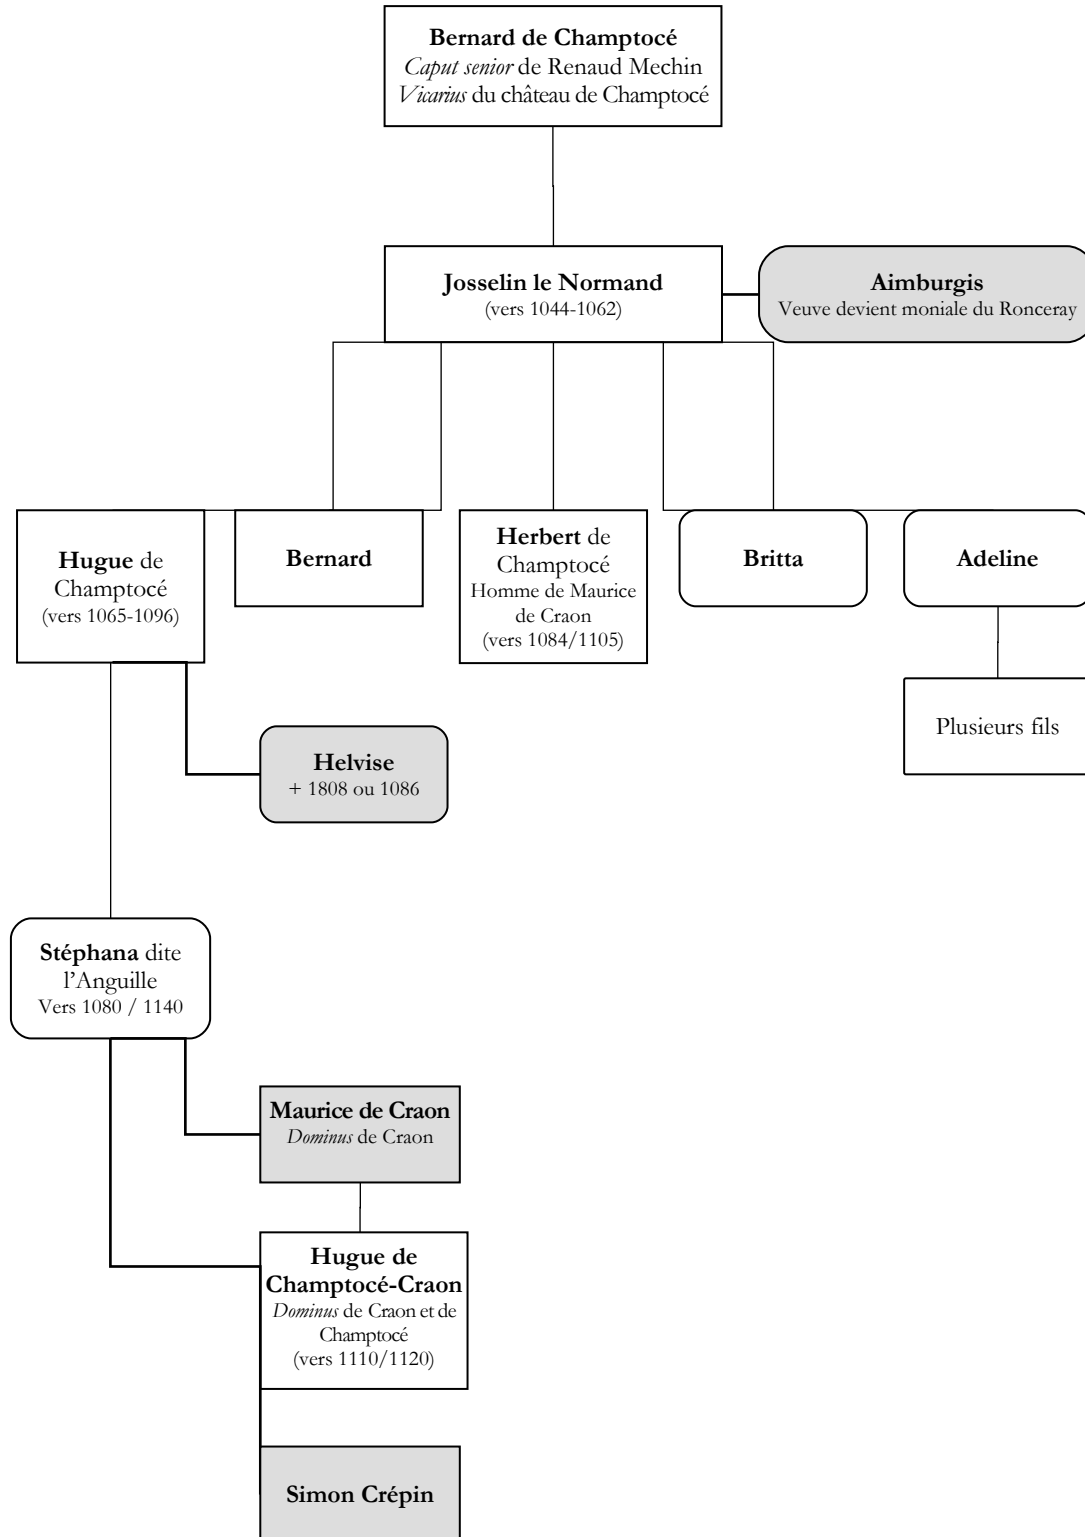 Bernard de Champtocé
Caput senior de Renaud Mechin
Vicarius du château de Champtocé
Josselin le Normand
(vers 1044-1062)
Aimburgis
Veuve devient moniale du Ronceray
Hugue de
Champtocé
(vers 1065-1096)
Bernard
Herbert de
Champtocé
Homme de Maurice
de Craon
(vers 1084/1105)
Britta
Adeline
Plusieurs fils
Helvise
+ 1808 ou 1086
Stéphana dite
l’Anguille
Vers 1080 / 1140
Maurice de Craon
Dominus de Craon
Hugue de
Champtocé-Craon
Dominus de Craon et de
Champtocé
(vers 1110/1120)
Simon Crépin